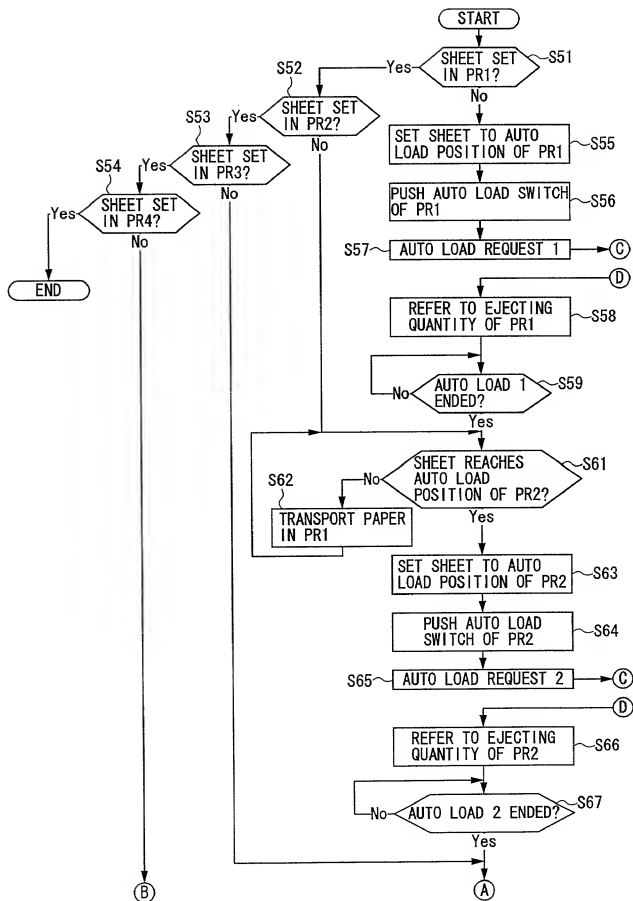 START
SHEET SET
IN PR1?
S51
Yes
No
S52
SHEET SET
IN PR2?
Yes
No
S53
SHEET SET
IN PR3?
Yes
No
S54
SHEET SET
IN PR4?
Yes
No
END
SET SHEET TO AUTO
LOAD POSITION OF PR1
S55
PUSH AUTO LOAD SWITCH
OF PR1
S56
S57
AUTO LOAD REQUEST 1
C
D
REFER TO EJECTING
QUANTITY OF PR1
S58
AUTO LOAD 1
ENDED?
S59
No
Yes
SHEET REACHES
AUTO LOAD
POSITION OF PR2?
S61
No
Yes
S62
TRANSPORT PAPER
IN PR1
SET SHEET TO AUTO
LOAD POSITION OF PR2
S63
PUSH AUTO LOAD
SWITCH OF PR2
S64
S65
AUTO LOAD REQUEST 2
C
D
REFER TO EJECTING
QUANTITY OF PR2
S66
AUTO LOAD 2 ENDED?
S67
No
Yes
B
A